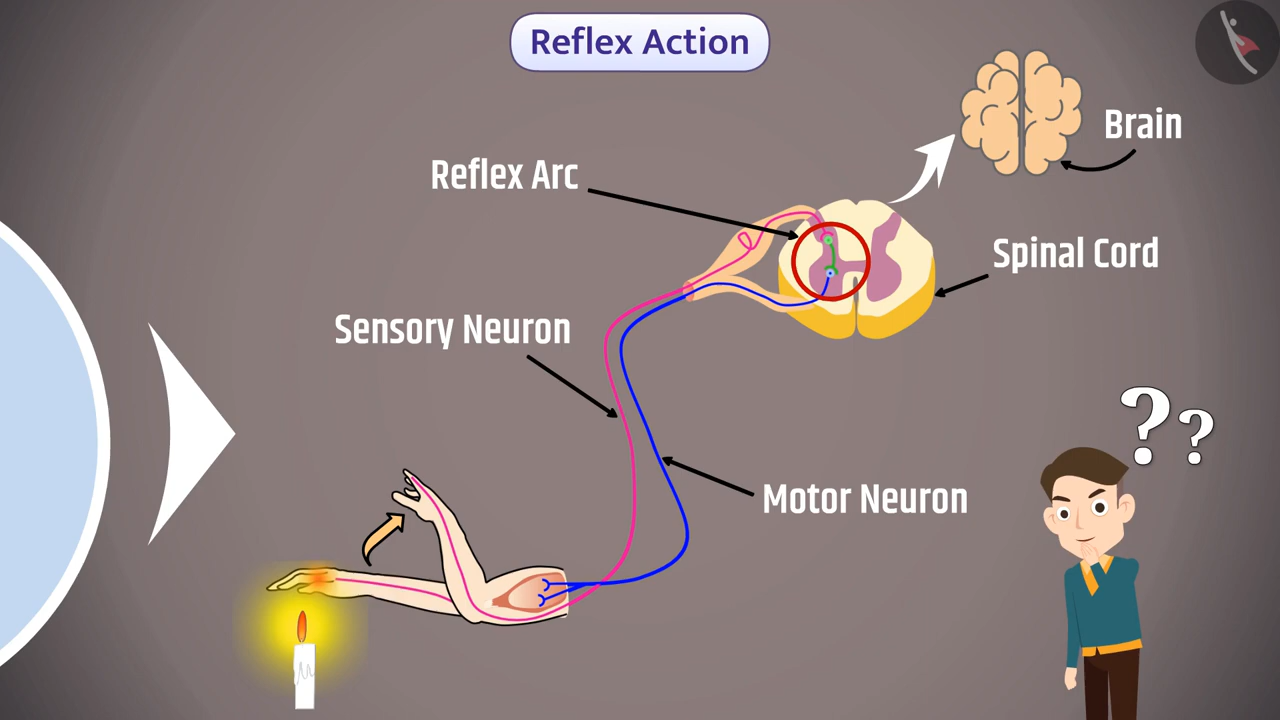 Reflex Action
Brain
Reflex Arc
Spinal Cord
Sensory Neuron
??
Motor Neuron